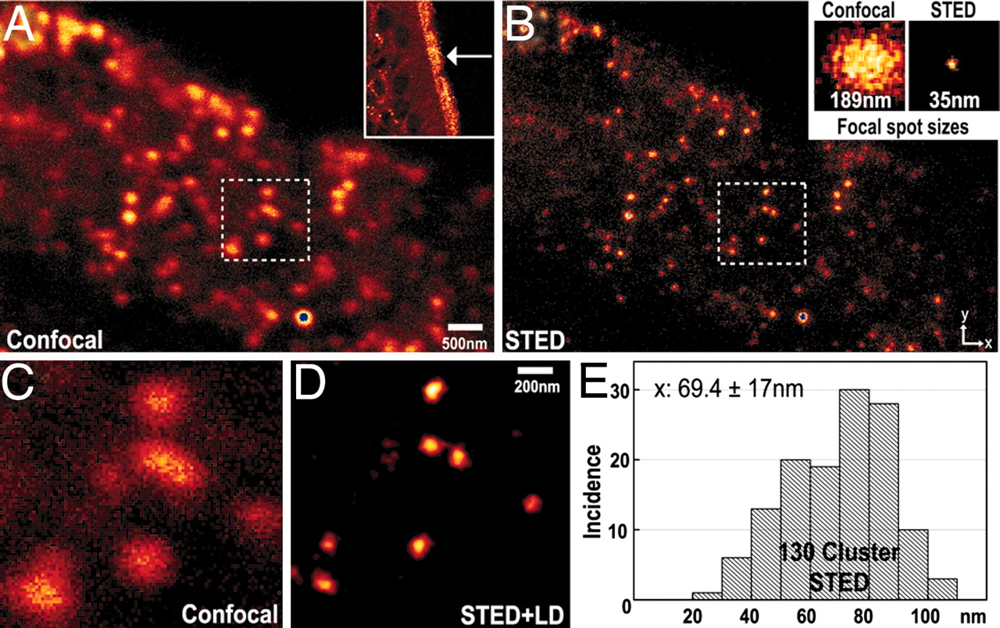 A
Confocal
500nm
B
Confocal STED
189nm 35nm
Focal spot sizes
STED
y
x
C
Confocal
D
200nm
STED+LD
E
x: 69.4 ± 17nm
Incidence
30
20
10
0
130 Cluster
STED
20 40 60 80 100 nm